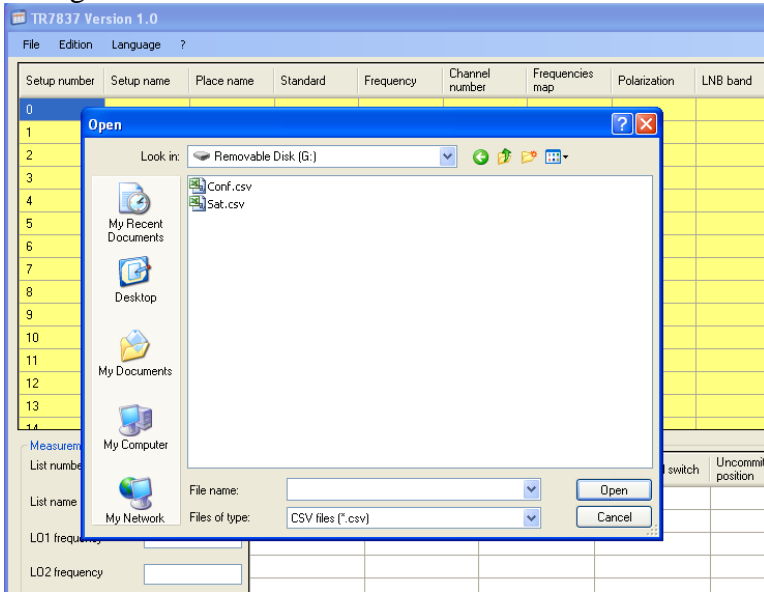 TR7837 Version 1.0
File Edition Language ?
Setup number Setup name Place name Standard Frequency Channel number Frequencies map Polarization LNB band
0
Open
1
2
Look in: Removable Disk (G:)
3
Conf.csv
4
Sat.csv
5
My Recent Documents
6
7
8
Desktop
9
10
11
My Documents
12
13
14
Measurem
My Computer
List numbe
switch
Uncommi
position
File name:
Open
List name
My Network
Files of type: CSV files (*.csv)
Cancel
LO1 frequency
LO2 frequency